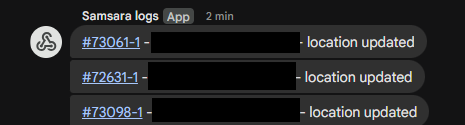 Samsara logs App 2 min
#73061-1 - - location updated
#72631-1 - - location updated
#73098-1 - - location updated